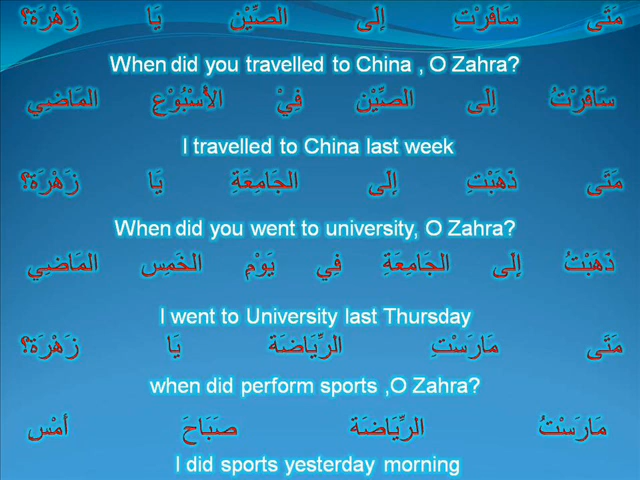 مَتَى سَافَرْتِ إِلَى الصِّيْن يَا زَهْرَة؟
When did you travelled to China , O Zahra?
سَافَرْتُ إِلَى الصِّيْن فِيْ الأُسْبُوْعِ المَاضِي
I travelled to China last week
مَتَى ذَهَبْتِ إِلَى الجَامِعَةِ يَا زَهْرَة؟
When did you went to university, O Zahra?
ذَهَبْتُ إِلَى الجَامِعَةِ فِي يَوْمِ الخَمِس المَاضِي
I went to University last Thursday
مَتَى مَارَسْتِ الرِّيَاضَة يَا زَهْرَة؟
when did perform sports ,O Zahra?
مَارَسْتُ الرِّيَاضَة صَبَاحَ أَمْسِ
I did sports yesterday morning